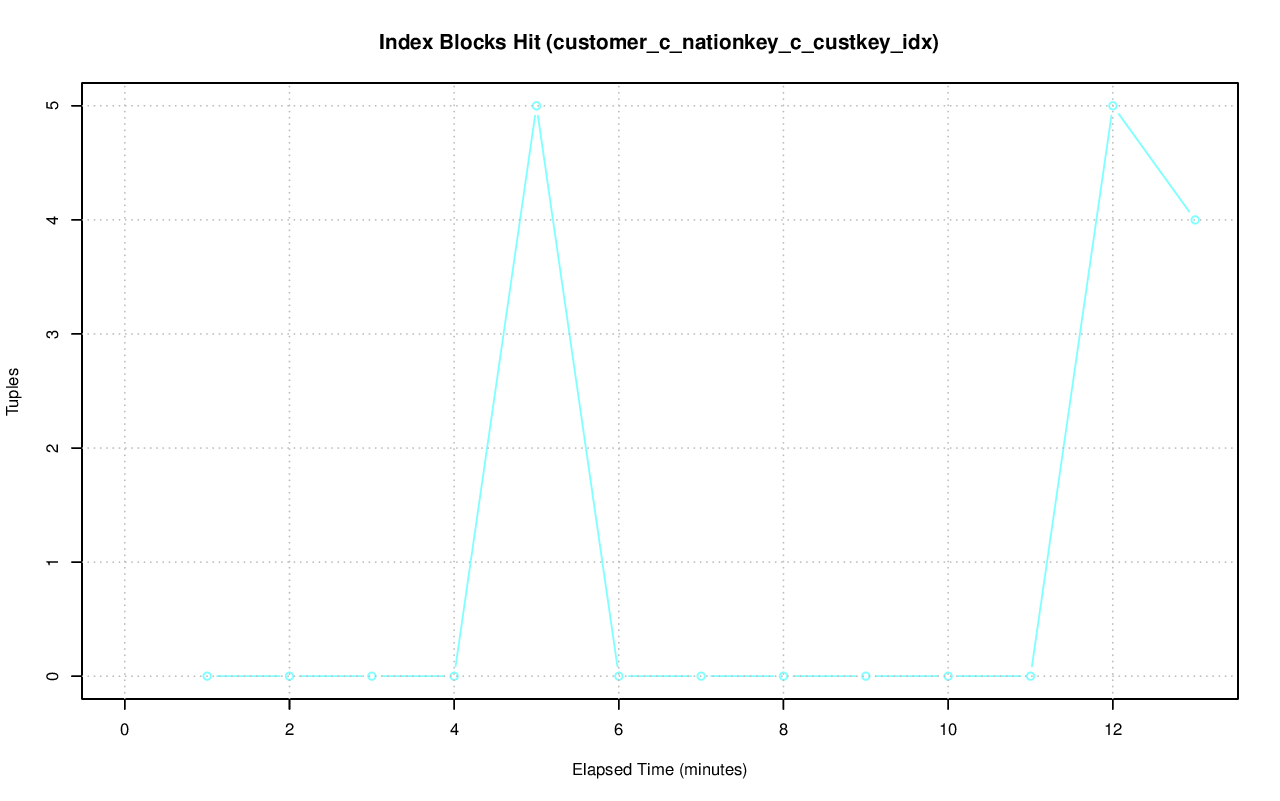 Index Blocks Hit (customer_c_nationkey_c_custkey_idx)
Tuples
5
4
3
2
1
0
0 2 4 6 8 10 12
Elapsed Time (minutes)